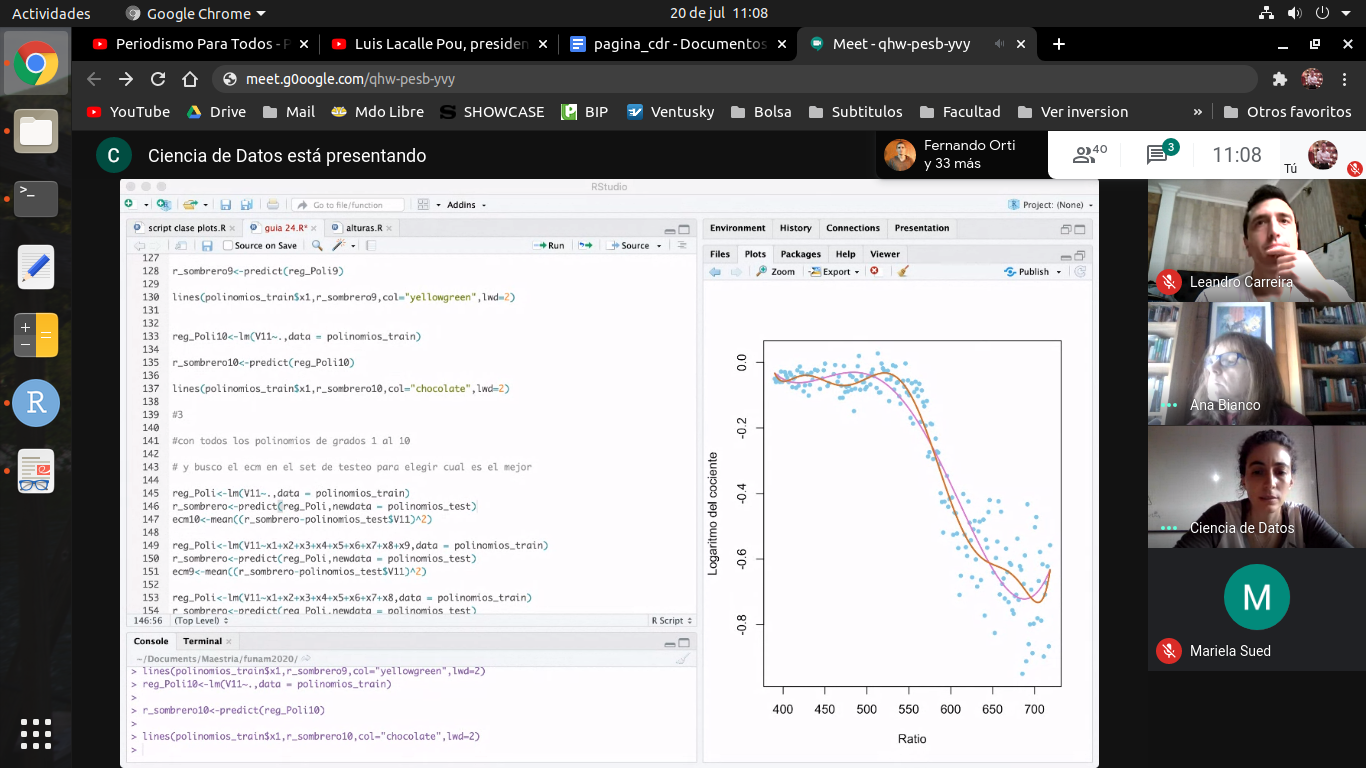 Actividades
Google Chrome
20 de jul 11:08
Periodismo Para Todos - P
Luis Lacalle Pou, presiden
pagina_cdr - Documentos
Meet - qhw-pesb-yvy
meet.g0oogle.com/qhw-pesb-yvy
YouTube
Drive
Mail
Mdo Libre
SHOWCASE
BIP
Ventusky
Bolsa
Subtitulos
Facultad
Ver inversion
»
Otros favoritos
C
Ciencia de Datos está presentando
Fernando Orti
y 33 más
40
3
11:08
Tú
RStudio
Go to file/function
Addins
Project: (None)
script clase plots.R
guia 24.R*
alturas.R
Source on Save
Run
Source
127
128 r_sombrero9<-predict(reg_Poli9)
129
130 lines(polinomios_train$x1,r_sombrero9,col="yellowgreen",lwd=2)
131
132
133 reg_Poli10<-lm(V11~.,data = polinomios_train)
134
135 r_sombrero10<-predict(reg_Poli10)
136
137 lines(polinomios_train$x1,r_sombrero10,col="chocolate",lwd=2)
138
139 #3
140
141 #con todos los polinomios de grados 1 al 10
142
143 # y busco el ecm en el set de testeo para elegir cual es el mejor
144
145 reg_Poli<-lm(V11~.,data = polinomios_train)
146 r_sombrero<-predict(reg_Poli,newdata = polinomios_test)
147 ecm10<-mean((r_sombrero-polinomios_test$V11)^2)
148
149 reg_Poli<-lm(V11~x1+x2+x3+x4+x5+x6+x7+x8+x9,data = polinomios_train)
150 r_sombrero<-predict(reg_Poli,newdata = polinomios_test)
151 ecm9<-mean((r_sombrero-polinomios_test$V11)^2)
152
153 reg_Poli<-lm(V11~x1+x2+x3+x4+x5+x6+x7+x8,data = polinomios_train)
154 r_sombrero<-predict(reg_Poli,newdata = polinomios_test)
146:56 (Top Level)
R Script
Console
Terminal
~/Documents/Maestria/funam2020/
> lines(polinomios_train$x1,r_sombrero9,col="yellowgreen",lwd=2)
> reg_Poli10<-lm(V11~.,data = polinomios_train)
>
> r_sombrero10<-predict(reg_Poli10)
>
> lines(polinomios_train$x1,r_sombrero10,col="chocolate",lwd=2)
>
Environment
History
Connections
Presentation
Files
Plots
Packages
Help
Viewer
Zoom
Export
Publish
0.0
-0.2
-0.4
-0.6
-0.8
Logaritmo del cociente
400
450
500
550
600
650
700
Ratio
Leandro Carreira
Ana Bianco
Ciencia de Datos
M
Mariela Sued
>_
R